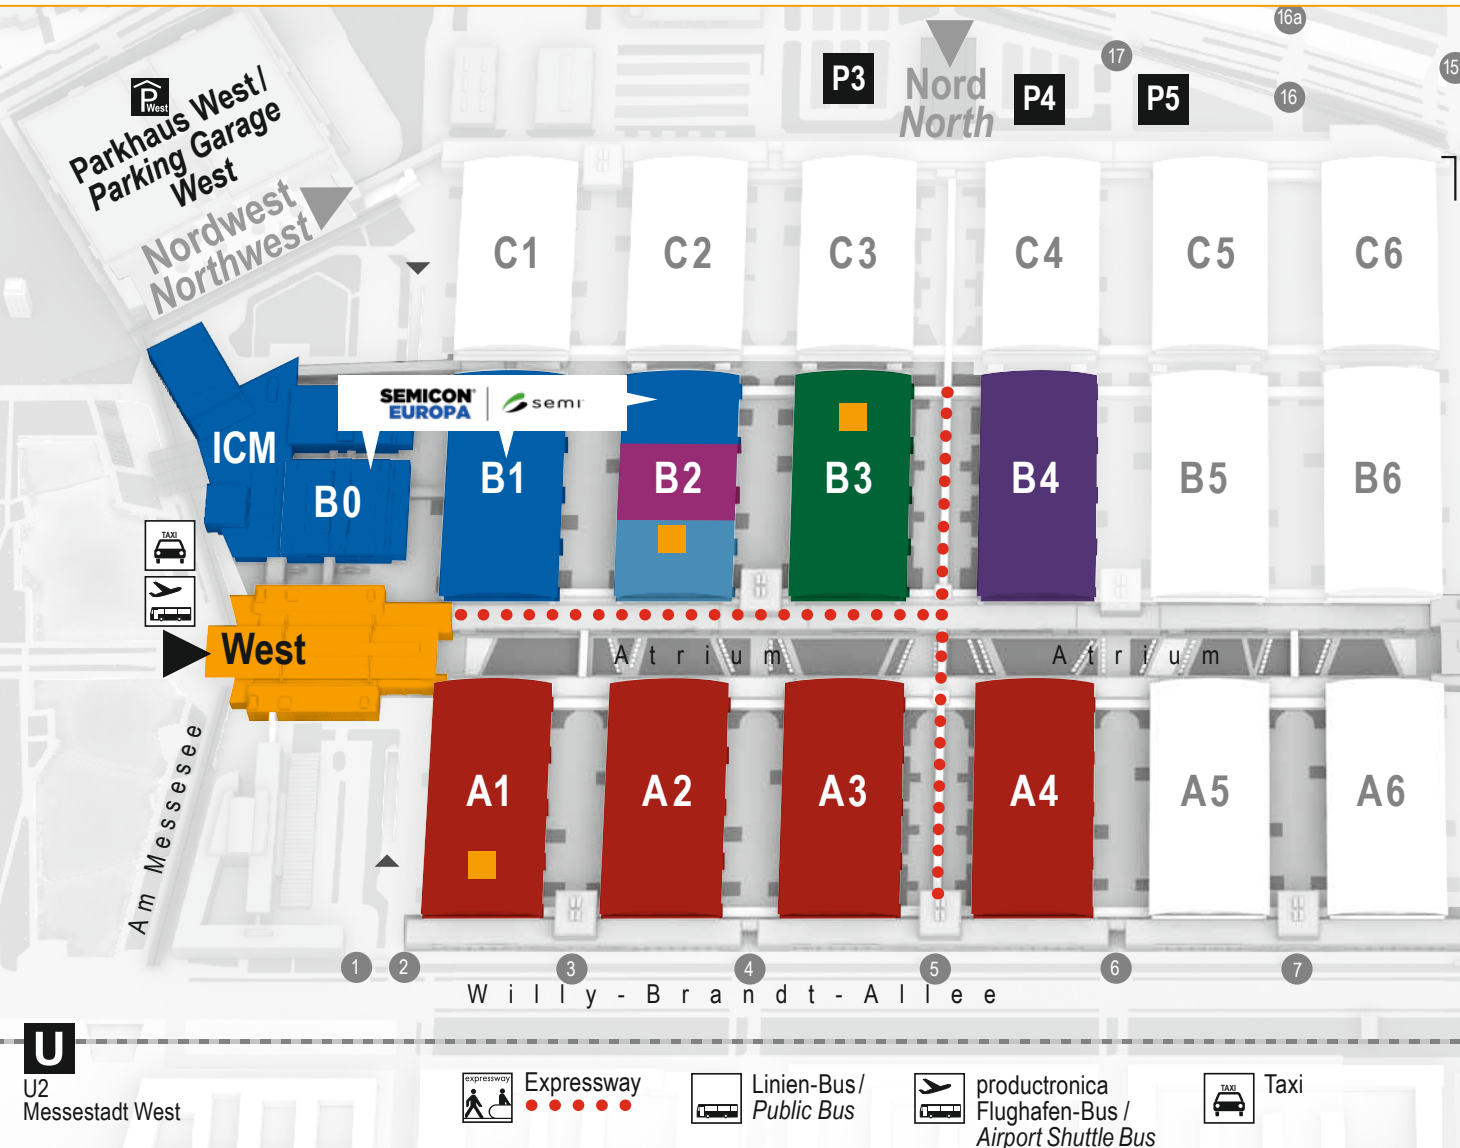 16a
17
15
16
P3
Nord
North
P4
P5
P
West
Parkhaus West/
Parking Garage
West
Nordwest
Northwest
C1
C2
C3
C4
C5
C6
SEMICON
EUROPA
semi
ICM
B0
B1
B2
B3
B4
B5
B6
TAXI
West
Atrium
Atrium
A1
A2
A3
A4
A5
A6
Am Messesee
1
2
3
4
5
6
7
Willy-Brandt-Allee
U
U2
Messestadt West
expressway
Expressway
Linien-Bus/
Public Bus
productronica
Flughafen-Bus /
Airport Shuttle Bus
TAXI
Taxi